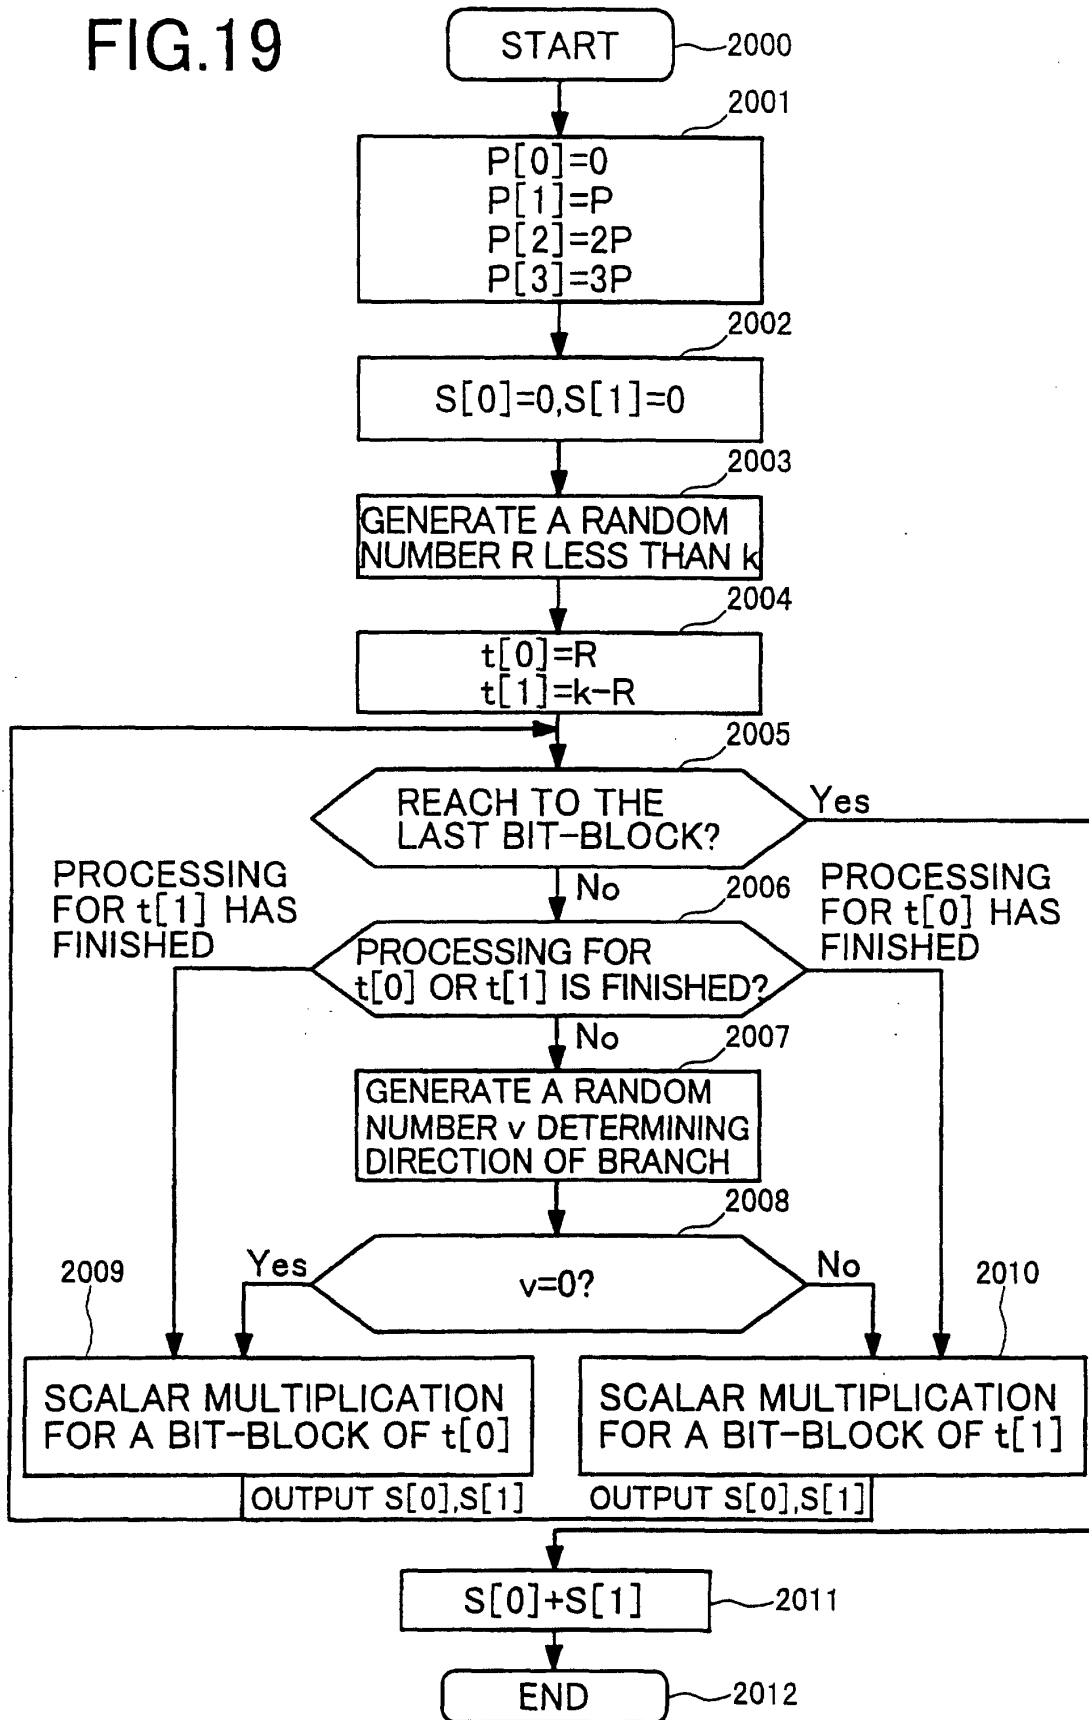 FIG.19
START
2000
2001
P[0]=0
P[1]=P
P[2]=2P
P[3]=3P
2002
S[0]=0,S[1]=0
2003
GENERATE A RANDOM
NUMBER R LESS THAN k
2004
t[0]=R
t[1]=k-R
2005
REACH TO THE
LAST BIT-BLOCK?
Yes
No
PROCESSING
FOR t[1] HAS
FINISHED
2006
PROCESSING FOR
t[0] OR t[1] IS FINISHED?
PROCESSING
FOR t[0] HAS
FINISHED
No
2007
GENERATE A RANDOM
NUMBER v DETERMINING
DIRECTION OF BRANCH
2008
v=0?
Yes
No
2009
2010
SCALAR MULTIPLICATION
FOR A BIT-BLOCK OF t[0]
SCALAR MULTIPLICATION
FOR A BIT-BLOCK OF t[1]
OUTPUT S[0],S[1]
OUTPUT S[0],S[1]
S[0]+S[1]
2011
END
2012